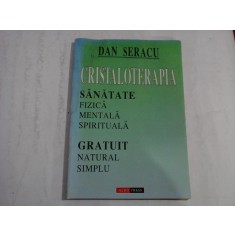 DAN SERACU
CRISTALOTERAPIA
SĂNĂTATE
FIZICĂ
MENTALĂ
SPIRITUALĂ
GRATUIT
NATURAL
SIMPLU